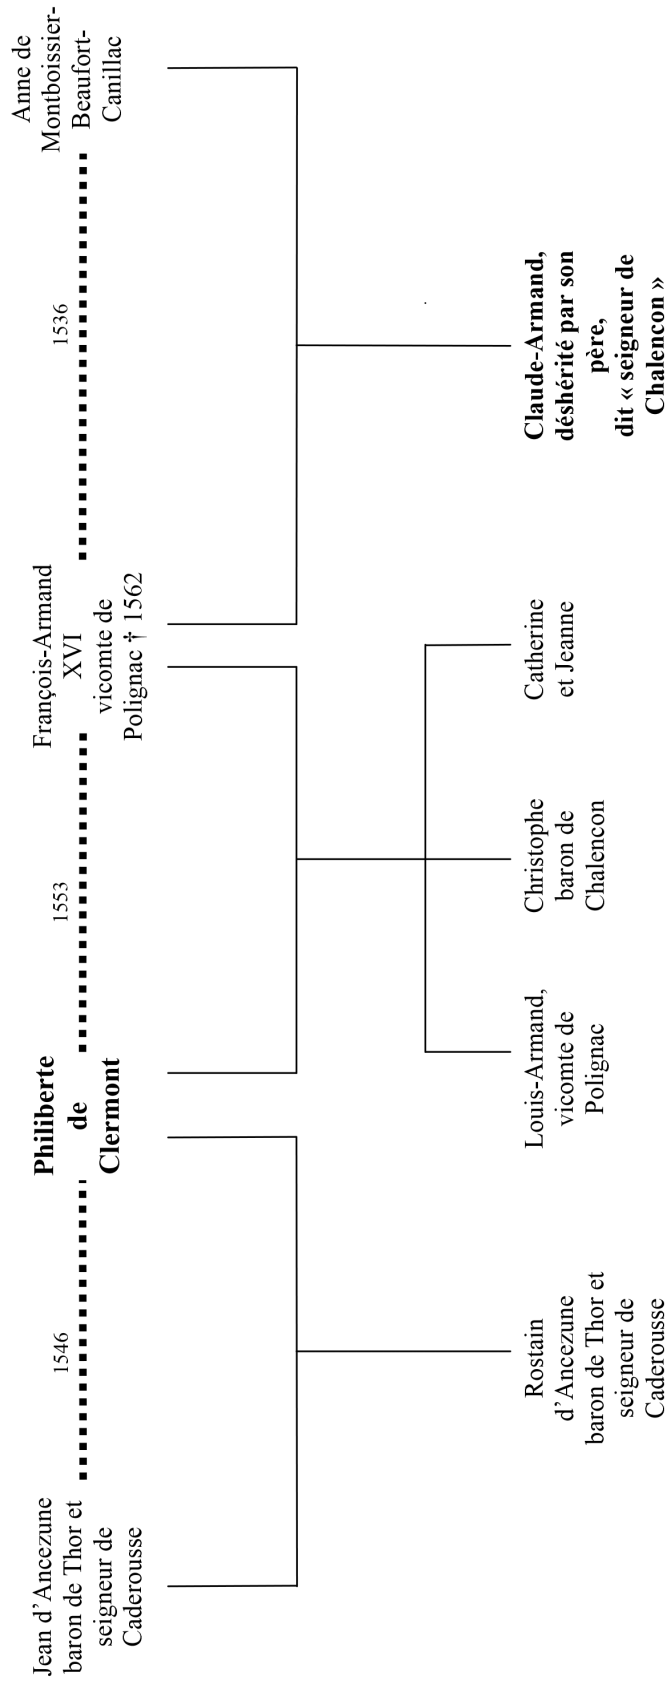 Jean d'Ancezune
baron de Thor et
seigneur de
Caderousse
1546
Philiberte
de
Clermont
1553
François-Armand
XVI
vicomte de
Polignac † 1562
1536
Anne de
Montboissier-
Beaufort-
Canillac
Rostain
d'Ancezune
baron de Thor et
seigneur de
Caderousse
Louis-Armand,
vicomte de
Polignac
Christophe
baron de
Chalencon
Catherine
et Jeanne
Claude-Armand,
déshérité par son
père,
dit « seigneur de
Chalencon »